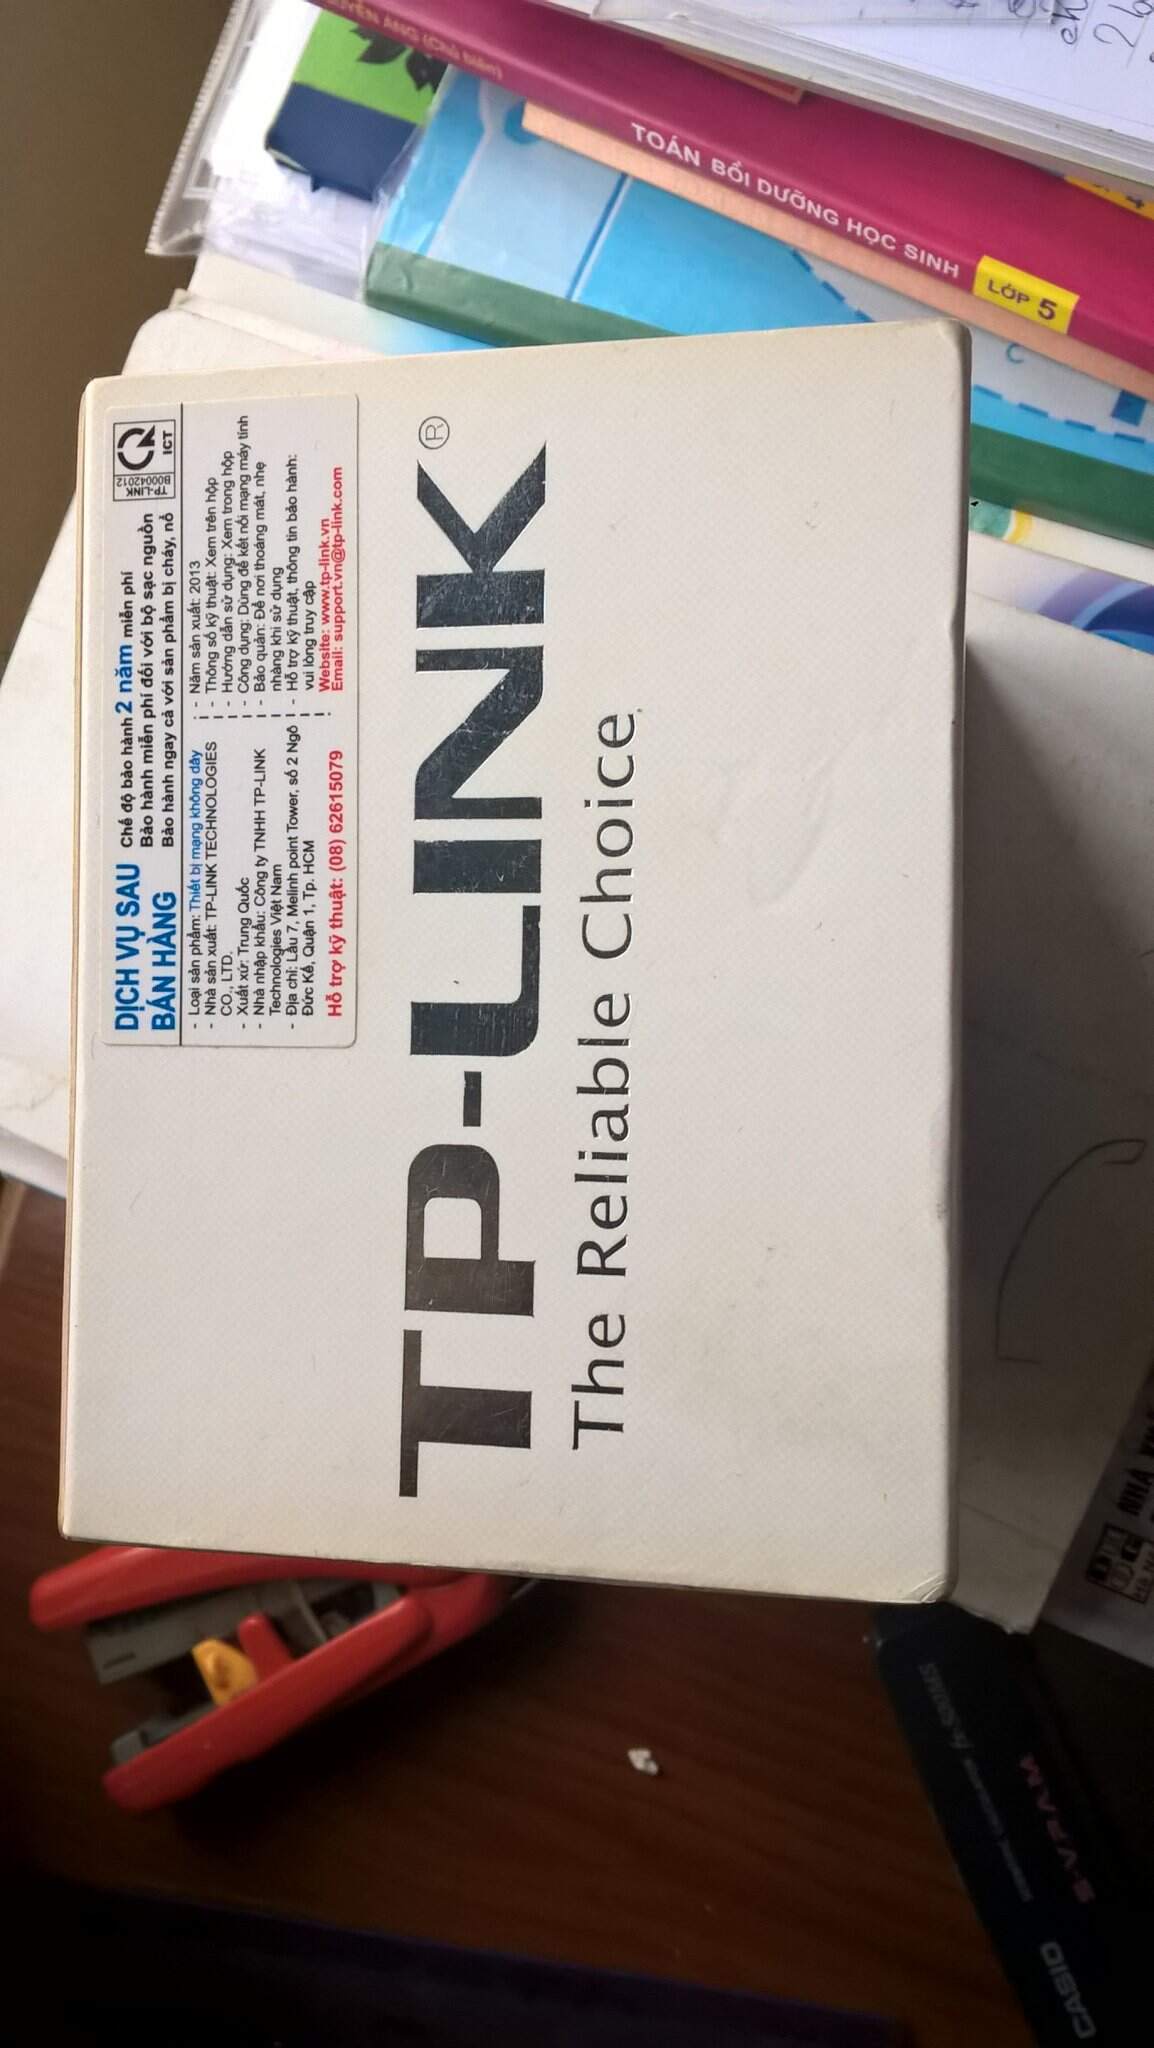 TP-LINK®
The Reliable Choice
DỊCH VỤ SAU
BÁN HÀNG
Chế độ bảo hành 2 năm miễn phí
Bảo hành miễn phí đối với bộ sạc nguồn
Bảo hành ngay cả với sản phẩm bị cháy, nổ
TP-LINK
B00042012
ICT
- Loại sản phẩm: Thiết bị mạng không dây
- Nhà sản xuất: TP-LINK TECHNOLOGIES
CO., LTD.
- Xuất xứ: Trung Quốc
- Nhà nhập khẩu: Công ty TNHH TP-LINK
Technologies Việt Nam
- Địa chỉ: Lầu 7, Melinh point Tower, số 2 Ngô
Đức Kế, Quận 1, Tp. HCM
Hỗ trợ kỹ thuật: (08) 62615079
- Năm sản xuất: 2013
- Thông số kỹ thuật: Xem trên hộp
- Hướng dẫn sử dụng: Xem trong hộp
- Công dụng: Dùng để kết nối mạng máy tính
- Bảo quản: Để nơi thoáng mát, nhẹ
nhàng khi sử dụng
- Hỗ trợ kỹ thuật, thông tin bảo hành:
vui lòng truy cập
Website: www.tp-link.vn
Email: support.vn@tp-link.com
TOÁN BỒI DƯỠNG HỌC SINH
LỚP 5
(Chủ biên)
4
C
CASIO
S-V.P.A.M.
NHÀ